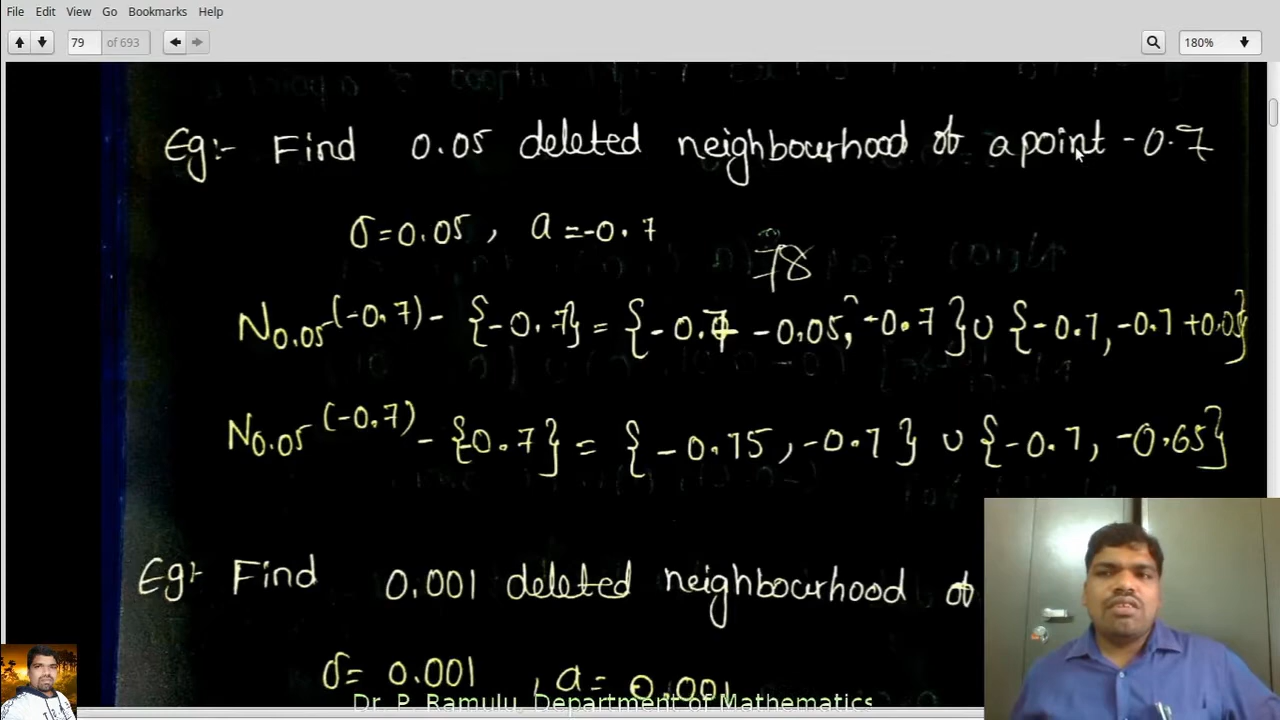 File Edit View Go Bookmarks Help
79 of 693 180%
Eg:- Find 0.05 deleted neighbourhood of a point -0.7
δ=0.05, a=-0.7
78
N0.05(-0.7) - {-0.7} = {-0.7 -0.05, -0.7} ∪ {-0.7, -0.7+0.05}
N0.05(-0.7) - {0.7} = {-0.75, -0.7} ∪ {-0.7, -0.65}
Eg:- Find 0.001 deleted neighbourhood of
δ= 0.001, a= 0.001
Dr. P. Ramulu, Department of Mathematics